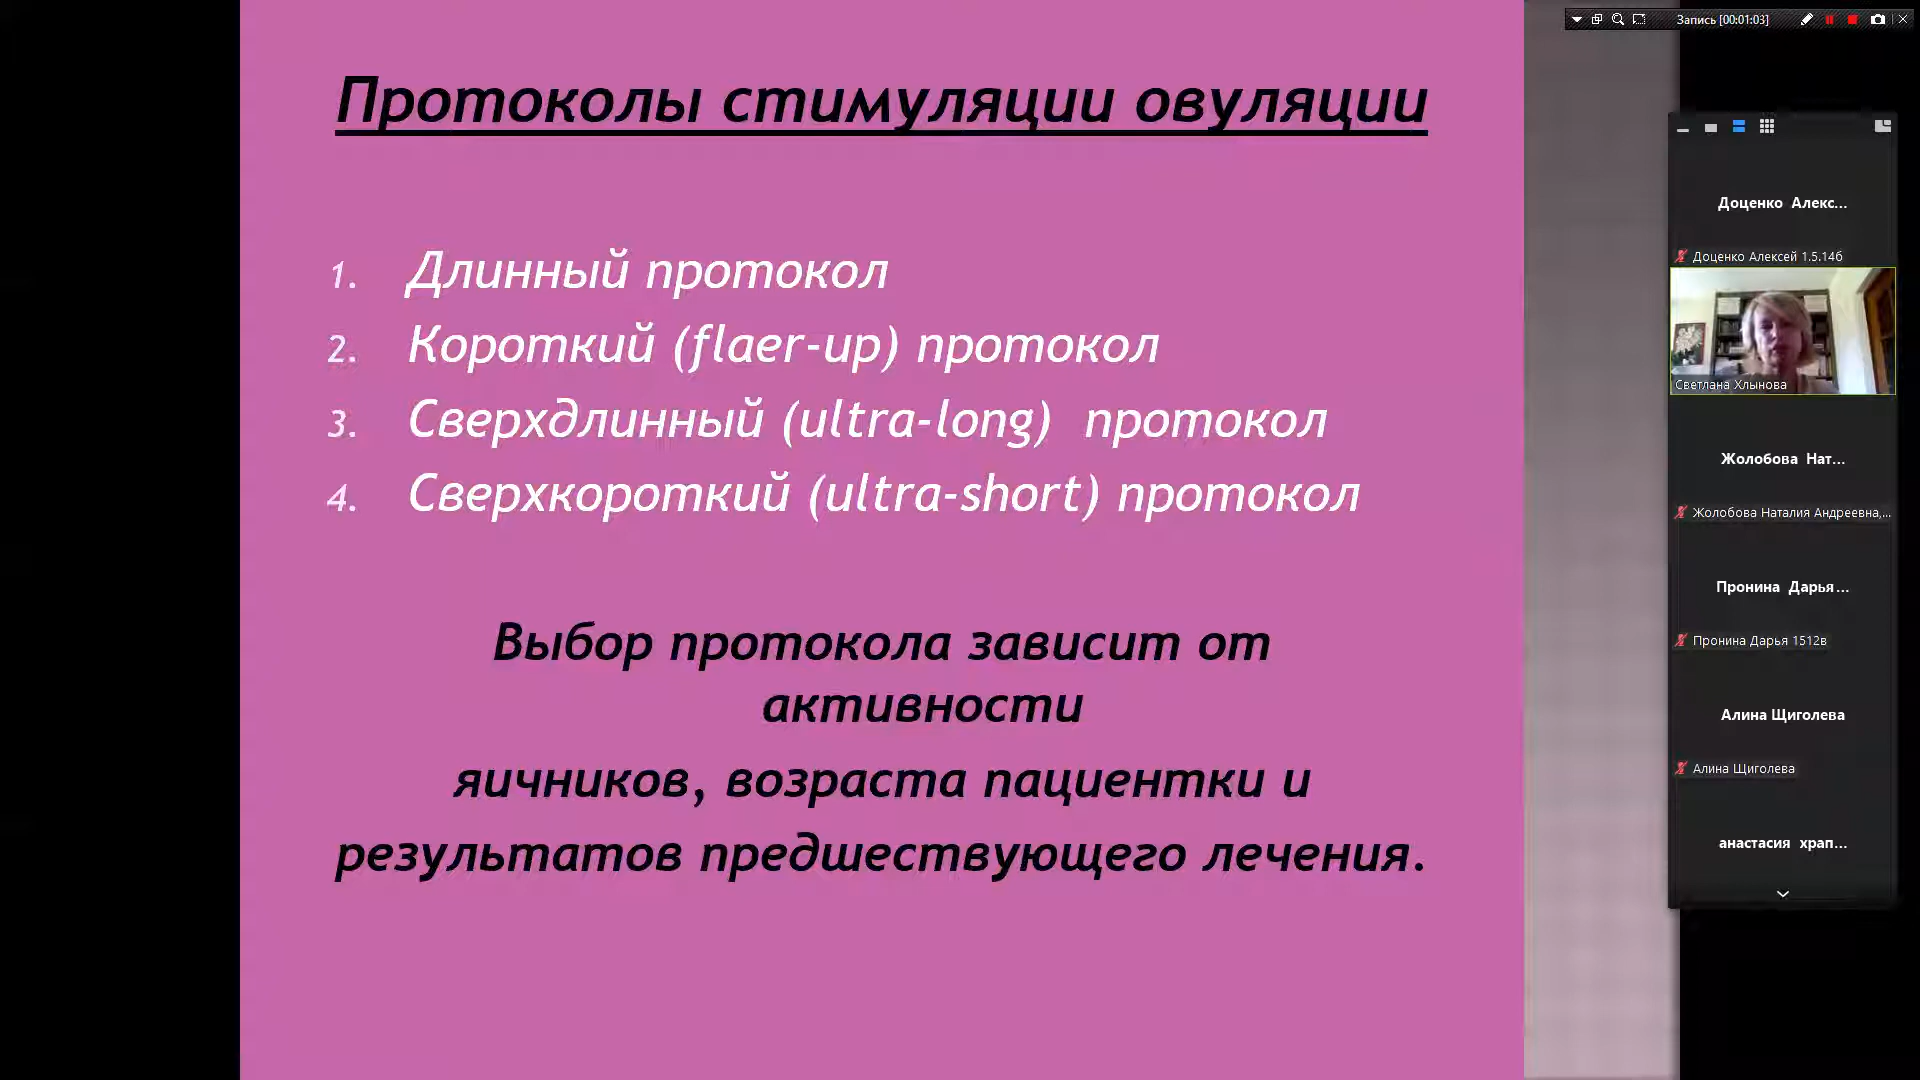 Запись [00:01:03]
Протоколы стимуляции овуляции
1. Длинный протокол
2. Короткий (flaer-up) протокол
3. Сверхдлинный (ultra-long) протокол
4. Сверхкороткий (ultra-short) протокол
Выбор протокола зависит от
активности
яичников, возраста пациентки и
результатов предшествующего лечения.
Доценко Алекс...
Доценко Алексей 1.5.14б
Светлана Хлынова
Жолобова Нат...
Жолобова Наталия Андреевна,...
Пронина Дарья...
Пронина Дарья 1512в
Алина Щиголева
Алина Щиголева
анастасия храп...